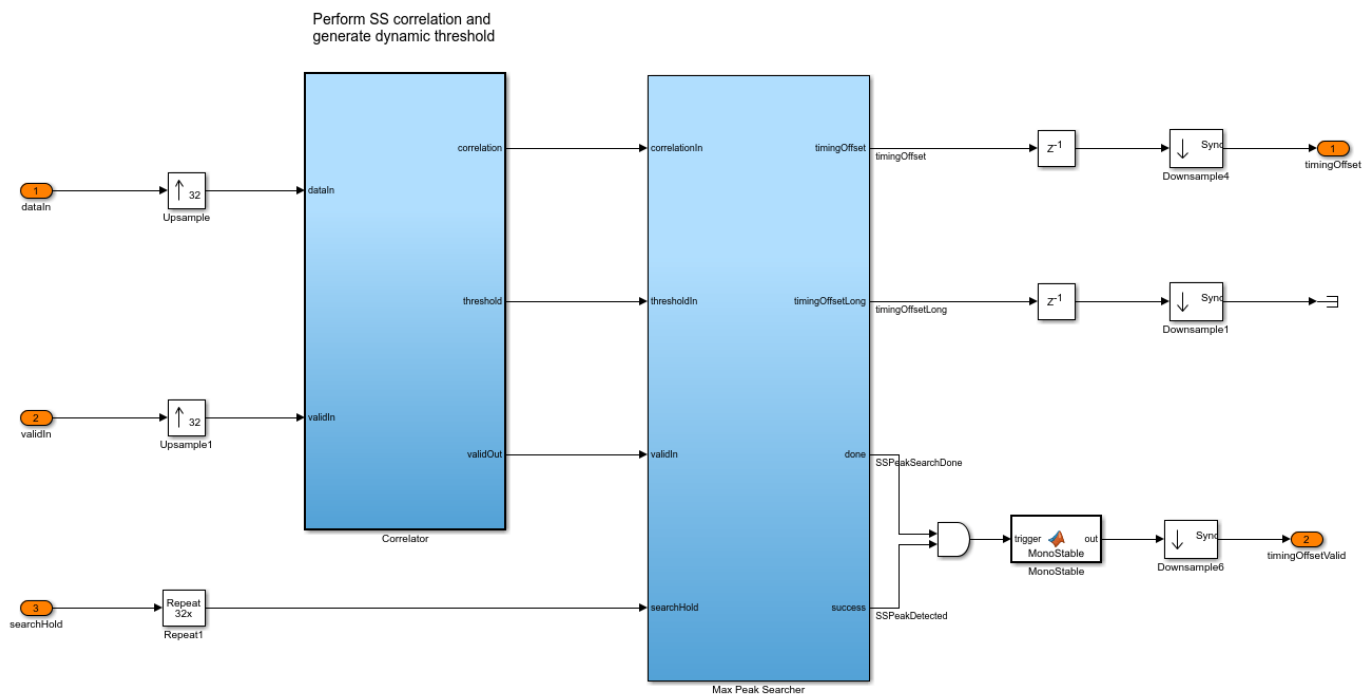 Perform SS correlation and
generate dynamic threshold
1
dataIn
32
Upsample
dataIn
correlation
threshold
validOut
validIn
Correlator
2
validIn
32
Upsample1
3
searchHold
Repeat
32x
Repeat1
correlationIn
thresholdIn
validIn
searchHold
timingOffset
timingOffsetLong
done
success
Max Peak Searcher
timingOffset
Z-1
Sync
Downsample4
1
timingOffset
timingOffsetLong
Z-1
Sync
Downsample1
SSPeakSearchDone
SSPeakDetected
trigger
out
MonoStable
MonoStable
Sync
Downsample6
2
timingOffsetValid